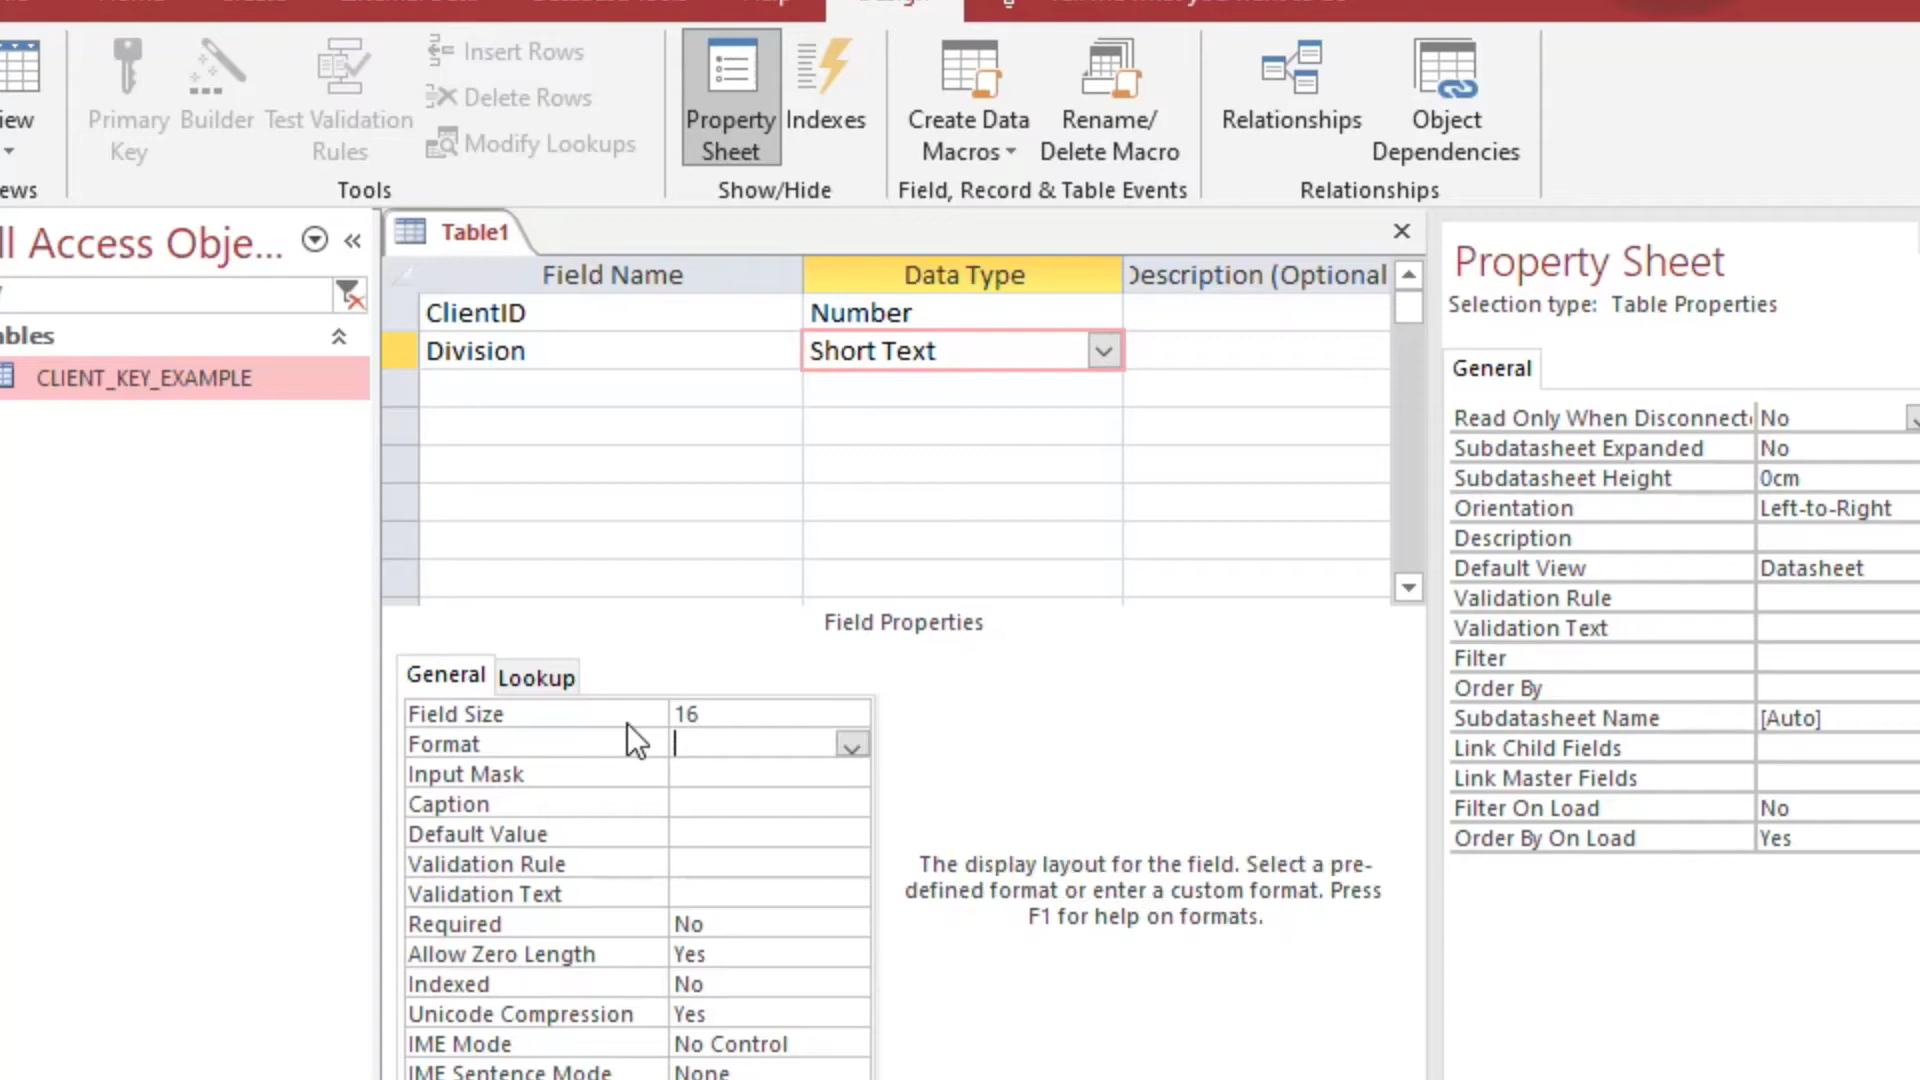 Insert Rows
Delete Rows
Modify Lookups
Primary Key
Builder
Test Validation Rules
Tools
Property Sheet
Indexes
Show/Hide
Create Data Macros
Rename/ Delete Macro
Field, Record & Table Events
Relationships
Object Dependencies
Relationships
iew
ews
ll Access Obje...
bles
CLIENT_KEY_EXAMPLE
Table1
Field Name Data Type Description (Optional
ClientID Number
Division Short Text
Field Properties
General Lookup
Field Size 16
Format
Input Mask
Caption
Default Value
Validation Rule
Validation Text
Required No
Allow Zero Length Yes
Indexed No
Unicode Compression Yes
IME Mode No Control
IME Sentence Mode None
The display layout for the field. Select a pre-
defined format or enter a custom format. Press
F1 for help on formats.
Property Sheet
Selection type: Table Properties
General
Read Only When Disconnect No
Subdatasheet Expanded No
Subdatasheet Height 0cm
Orientation Left-to-Right
Description
Default View Datasheet
Validation Rule
Validation Text
Filter
Order By
Subdatasheet Name [Auto]
Link Child Fields
Link Master Fields
Filter On Load No
Order By On Load Yes